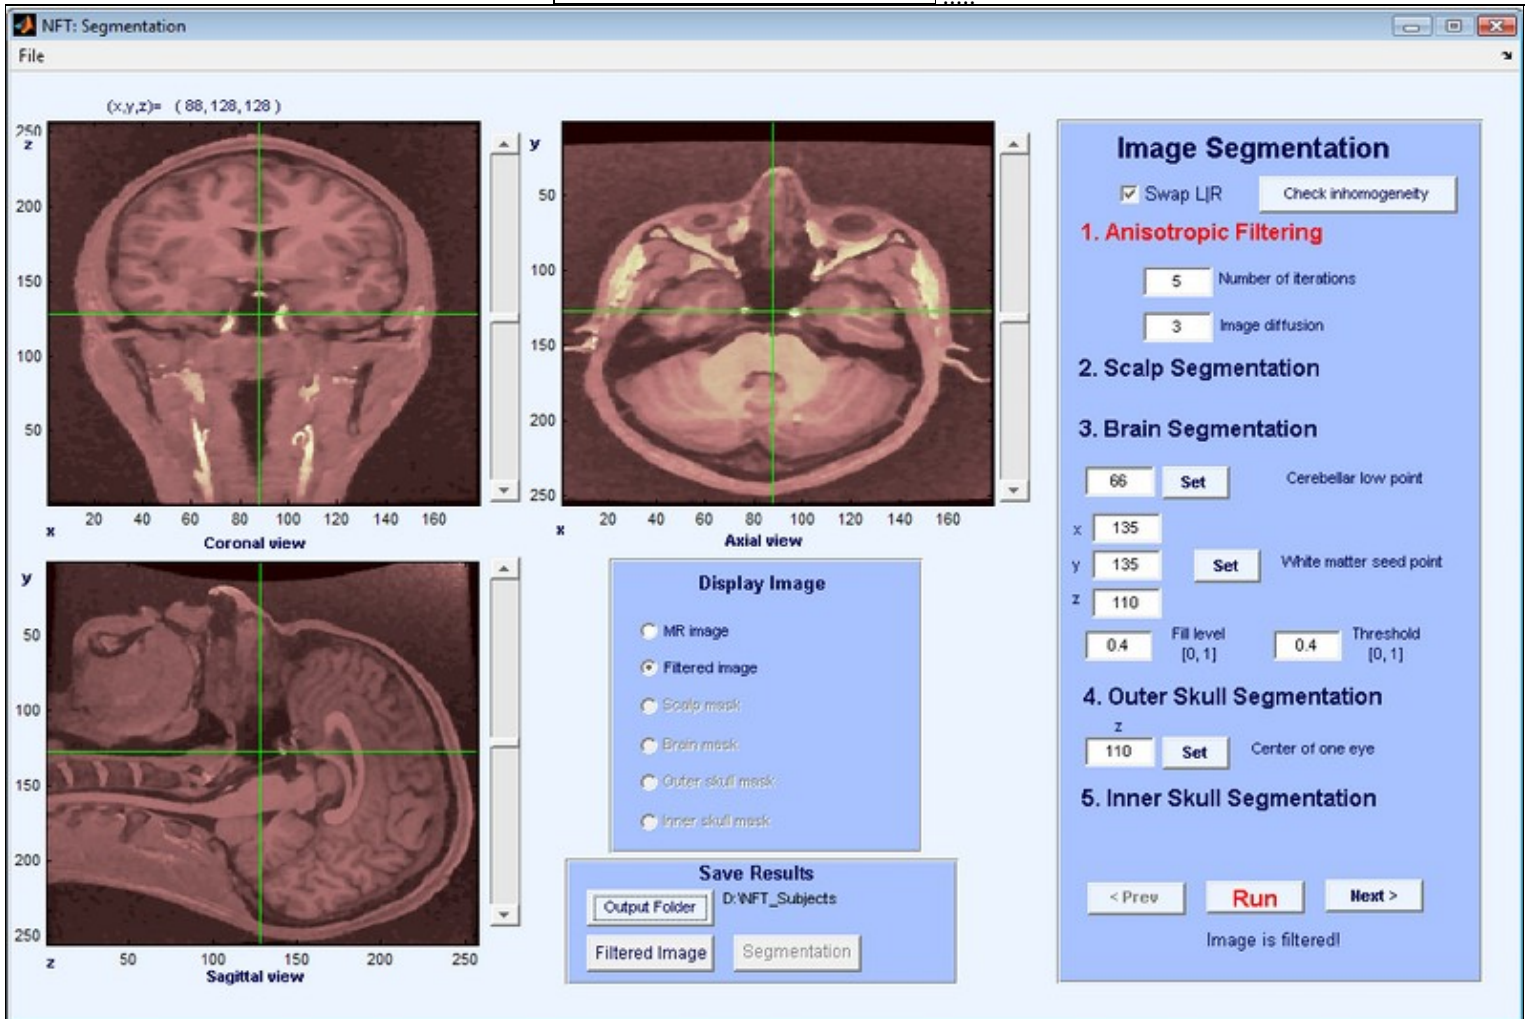 NFT: Segmentation
File
(x,y,z)= ( 88, 128, 128 )
250
z
200
150
100
50
20 40 60 80 100 120 140 160
x
Coronal view
y
50
100
150
200
250
20 40 60 80 100 120 140 160
x
Axial view
y
50
100
150
200
250
z
50 100 150 200 250
Sagittal view
Display Image
MR image
Filtered image
Scalp mask
Brain mask
Outer skull mask
Inner skull mask
Save Results
Output Folder D:\NFT_Subjects
Filtered Image Segmentation
Image Segmentation
Swap L|R Check inhomogeneity
1. Anisotropic Filtering
5 Number of iterations
3 Image diffusion
2. Scalp Segmentation
3. Brain Segmentation
66 Set Cerebellar low point
x 135
y 135 Set White matter seed point
z 110
0.4 Fill level [0, 1] 0.4 Threshold [0, 1]
4. Outer Skull Segmentation
z
110 Set Center of one eye
5. Inner Skull Segmentation
< Prev Run Next >
Image is filtered!